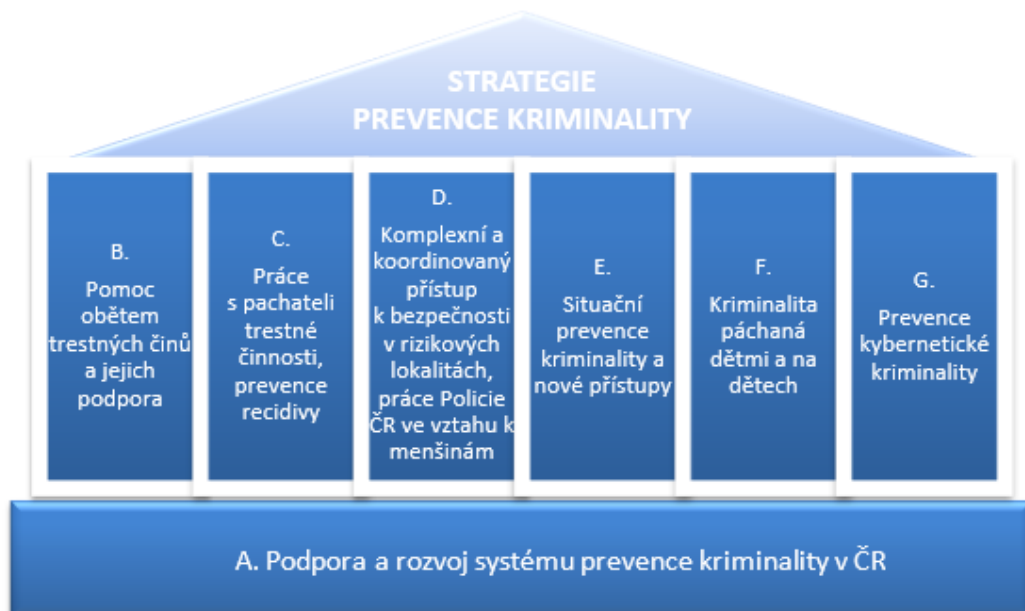 STRATEGIE
PREVENCE KRIMINALITY
B.
Pomoc
obětem
trestných činů
a jejich
podpora
C.
Práce
s pachateli
trestné
činnosti,
prevence
recidivy
D.
Komplexní a
koordinovaný
přístup
k bezpečnosti
v rizikových
lokalitách,
práce Policie
ČR ve vztahu k
menšinám
E.
Situační
prevence
kriminality a
nové přístupy
F.
Kriminalita
páchaná
dětmi a na
dětech
G.
Prevence
kybernetické
kriminality
A. Podpora a rozvoj systému prevence kriminality v ČR